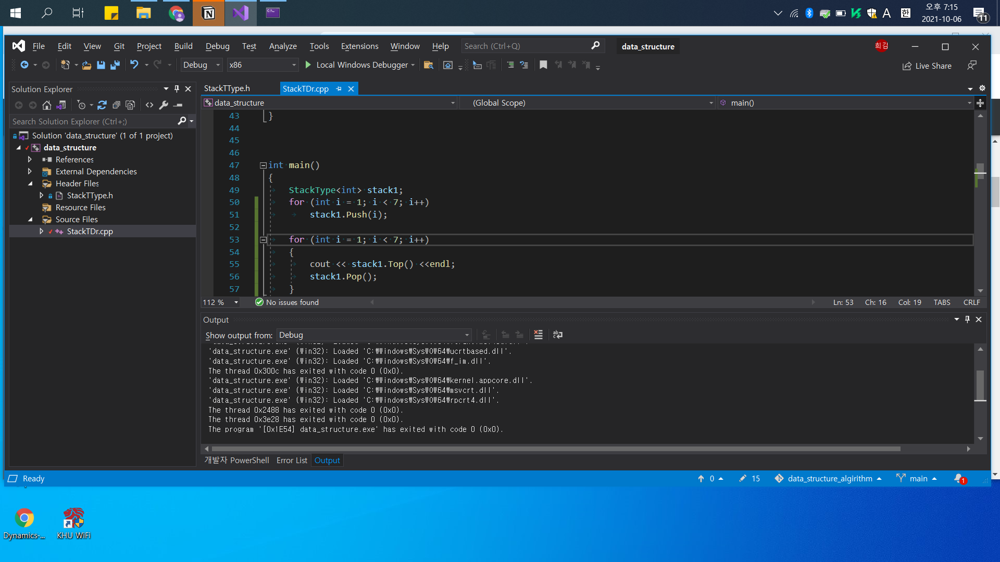 오후 7:15
2021-10-06
A
한
11
File Edit View Git Project Build Debug Test Analyze Tools Extensions Window Help Search (Ctrl+Q) data_structure 희김
Debug x86 Local Windows Debugger Live Share
Solution Explorer
Search Solution Explorer (Ctrl+;)
Solution 'data_structure' (1 of 1 project)
data_structure
References
External Dependencies
Header Files
StackTType.h
Resource Files
Source Files
StackTDr.cpp
StackTType.h StackTDr.cpp
data_structure (Global Scope) main()
43 }
44
45
46
47 int main()
48 {
49 StackType<int> stack1;
50 for (int i = 1; i < 7; i++)
51 stack1.Push(i);
52
53 for (int i = 1; i < 7; i++)
54 {
55 cout << stack1.Top() <<endl;
56 stack1.Pop();
57 }
112 % No issues found Ln: 53 Ch: 16 Col: 19 TABS CRLF
Output
Show output from: Debug
'data_structure.exe' (Win32): Loaded 'C:₩Windows₩SysWOW64₩ucrtbased.dll'.
'data_structure.exe' (Win32): Loaded 'C:₩Windows₩SysWOW64₩f_im.dll'.
The thread 0x300c has exited with code 0 (0x0).
'data_structure.exe' (Win32): Loaded 'C:₩Windows₩SysWOW64₩kernel.appcore.dll'.
'data_structure.exe' (Win32): Loaded 'C:₩Windows₩SysWOW64₩msvcrt.dll'.
'data_structure.exe' (Win32): Loaded 'C:₩Windows₩SysWOW64₩rpcrt4.dll'.
The thread 0x2488 has exited with code 0 (0x0).
The thread 0x3e28 has exited with code 0 (0x0).
The program '[0x1E54] data_structure.exe' has exited with code 0 (0x0).
개발자 PowerShell Error List Output
Ready 0 15 data_structure_algirithm main 1
Dynamics-... KHU WiFi